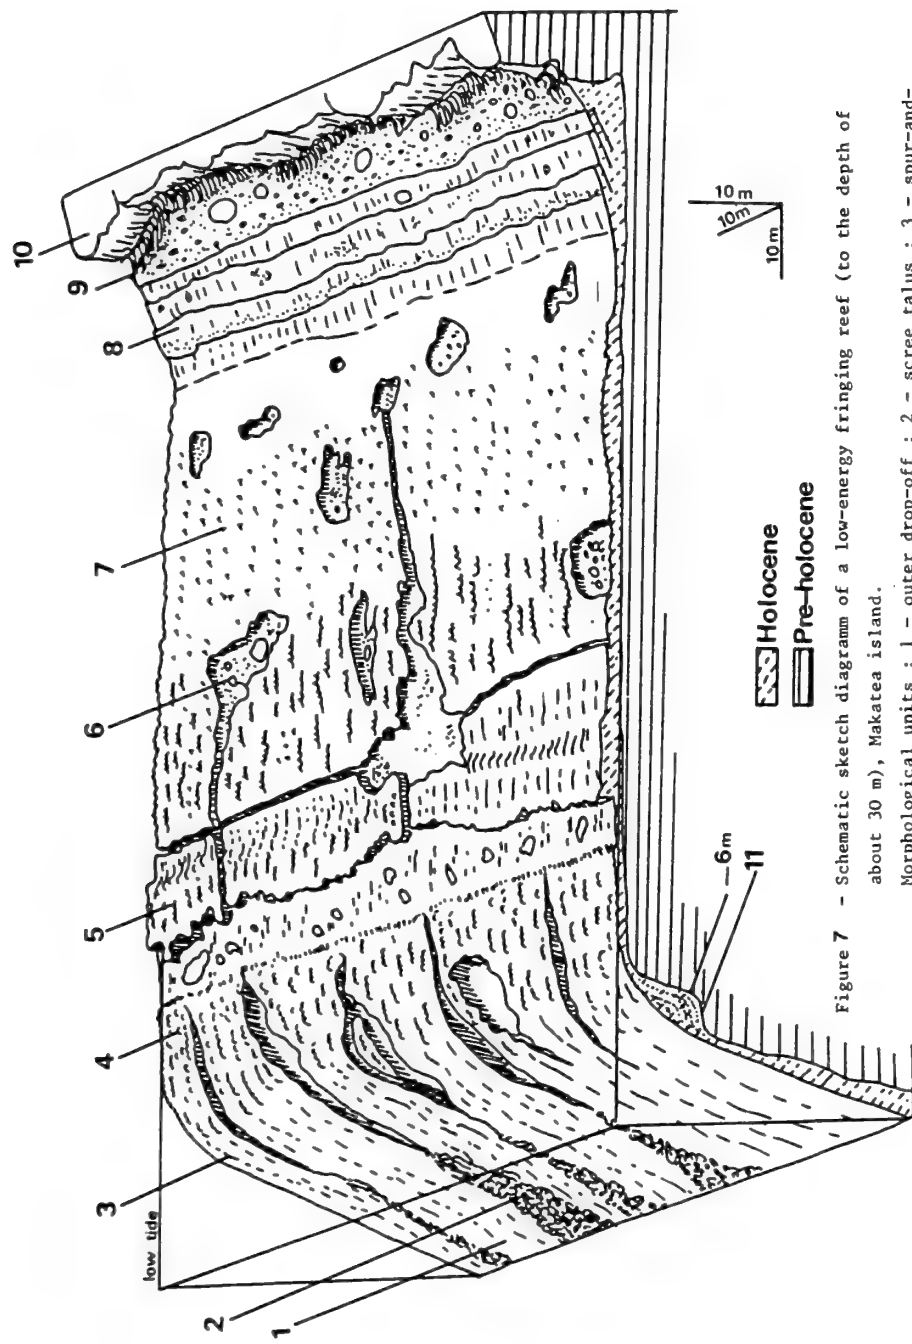 1
2
3
4
5
6
7
8
9
10
low tide
10 m
10m
10 m
Holocene
Pre-holocene
-6 m
11
Figure 7 - Schematic sketch diagramm of a low-energy fringing reef (to the depth of
about 30 m), Makatea island.
Morphological units : 1 - outer drop-off ; 2 - scree talus ; 3 - spur-and-